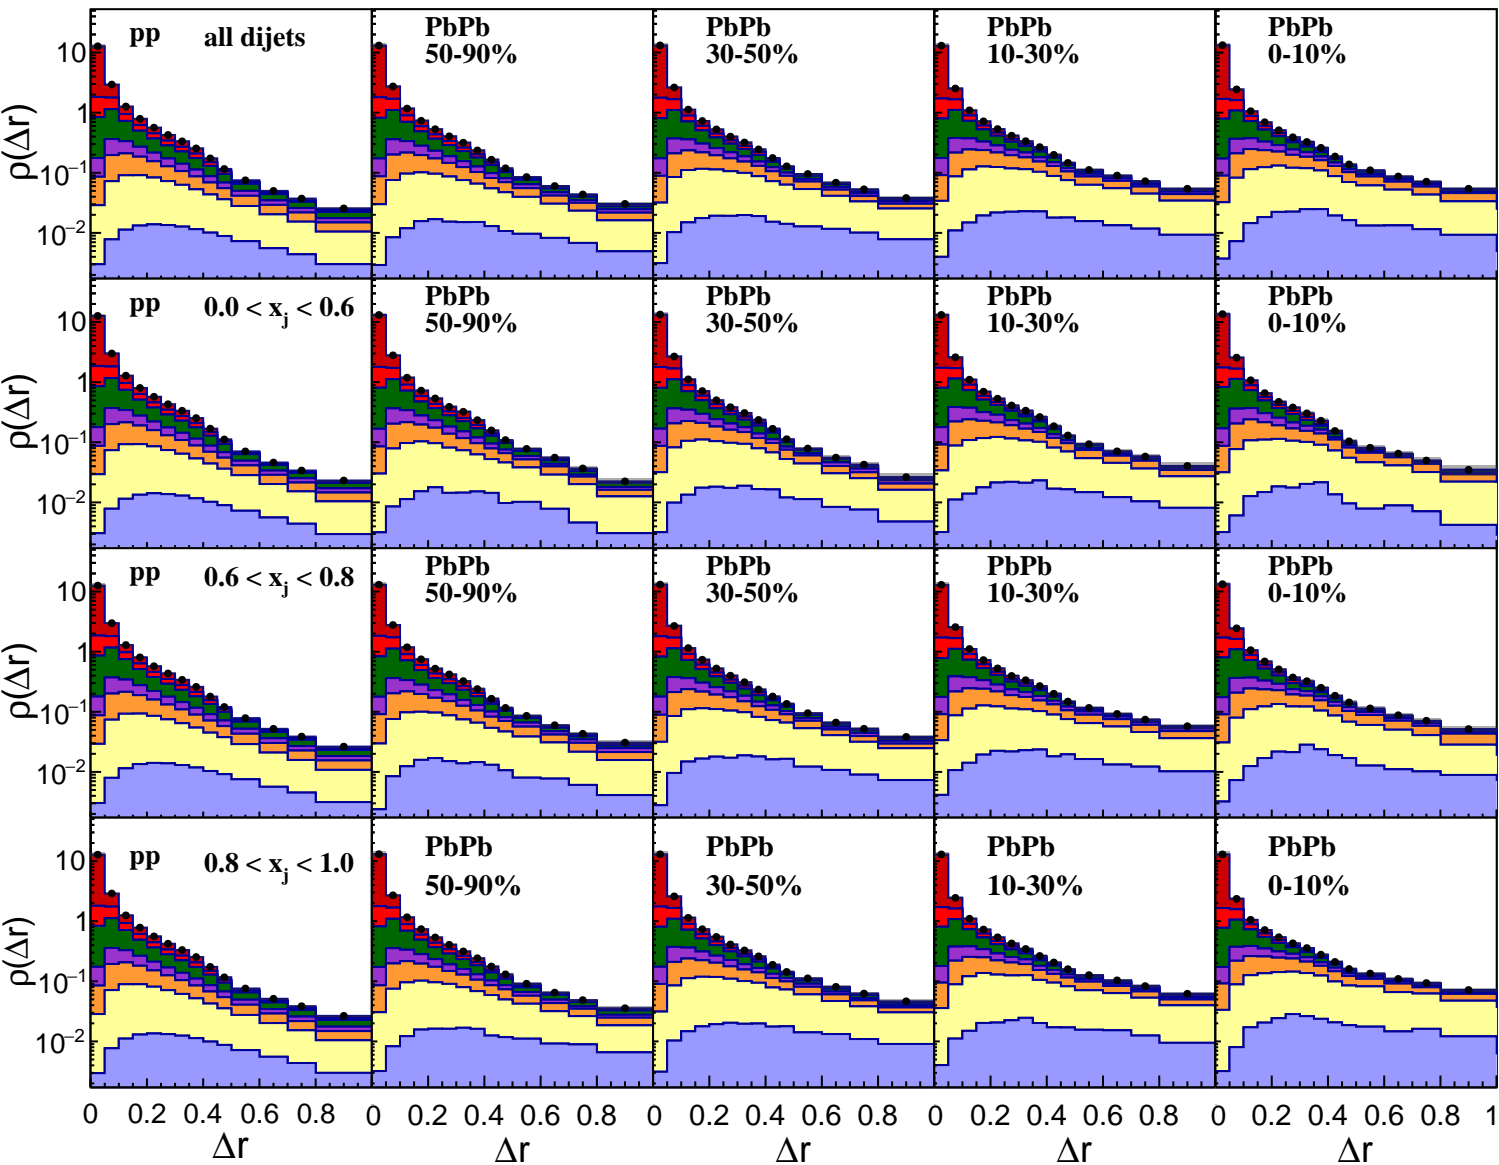 pp all dijets PbPb PbPb PbPb PbPb
50-90% 30-50% 10-30% 0-10%
ρ(Δr)
10
1
10⁻¹
10⁻²
pp 0.0 < x_j < 0.6 PbPb PbPb PbPb PbPb
50-90% 30-50% 10-30% 0-10%
ρ(Δr)
10
1
10⁻¹
10⁻²
pp 0.6 < x_j < 0.8 PbPb PbPb PbPb PbPb
50-90% 30-50% 10-30% 0-10%
ρ(Δr)
10
1
10⁻¹
10⁻²
pp 0.8 < x_j < 1.0 PbPb PbPb PbPb PbPb
50-90% 30-50% 10-30% 0-10%
ρ(Δr)
10
1
10⁻¹
10⁻²
0 0.2 0.4 0.6 0.8 0 0.2 0.4 0.6 0.8 0 0.2 0.4 0.6 0.8 0 0.2 0.4 0.6 0.8 0 0.2 0.4 0.6 0.8 1
Δr Δr Δr Δr Δr